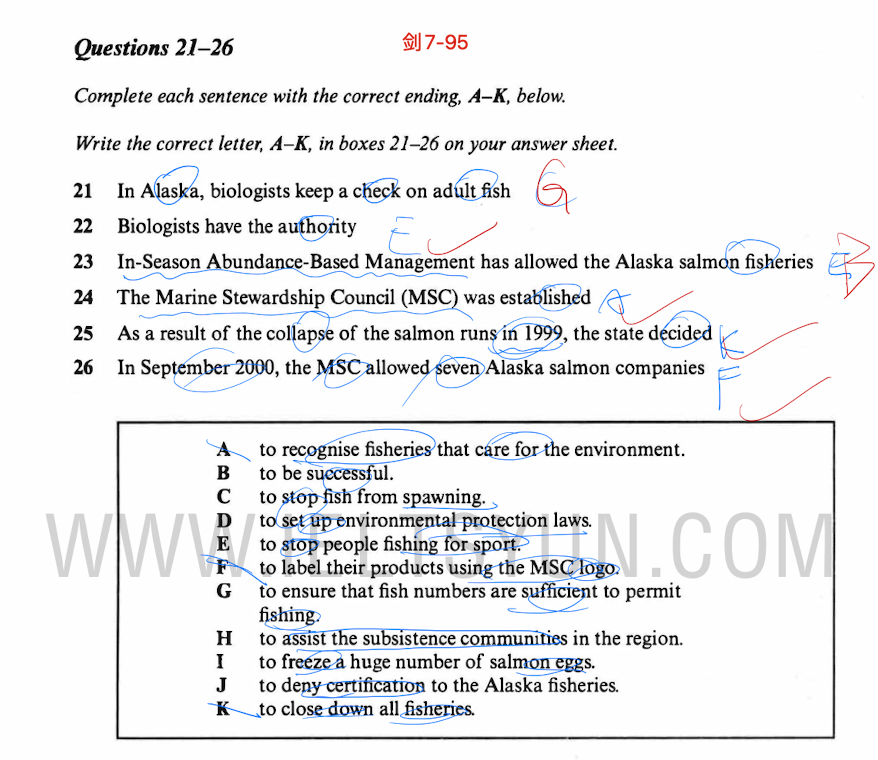 Questions 21–26 剑7-95
Complete each sentence with the correct ending, A–K, below.
Write the correct letter, A–K, in boxes 21–26 on your answer sheet.
21 In Alaska, biologists keep a check on adult fish G
22 Biologists have the authority E
23 In-Season Abundance-Based Management has allowed the Alaska salmon fisheries B
24 The Marine Stewardship Council (MSC) was established A
25 As a result of the collapse of the salmon runs in 1999, the state decided K
26 In September 2000, the MSC allowed seven Alaska salmon companies F
A to recognise fisheries that care for the environment.
B to be successful.
C to stop fish from spawning.
D to set up environmental protection laws.
E to stop people fishing for sport.
F to label their products using the MSC logo.
G to ensure that fish numbers are sufficient to permit
fishing.
H to assist the subsistence communities in the region.
I to freeze a huge number of salmon eggs.
J to deny certification to the Alaska fisheries.
K to close down all fisheries.